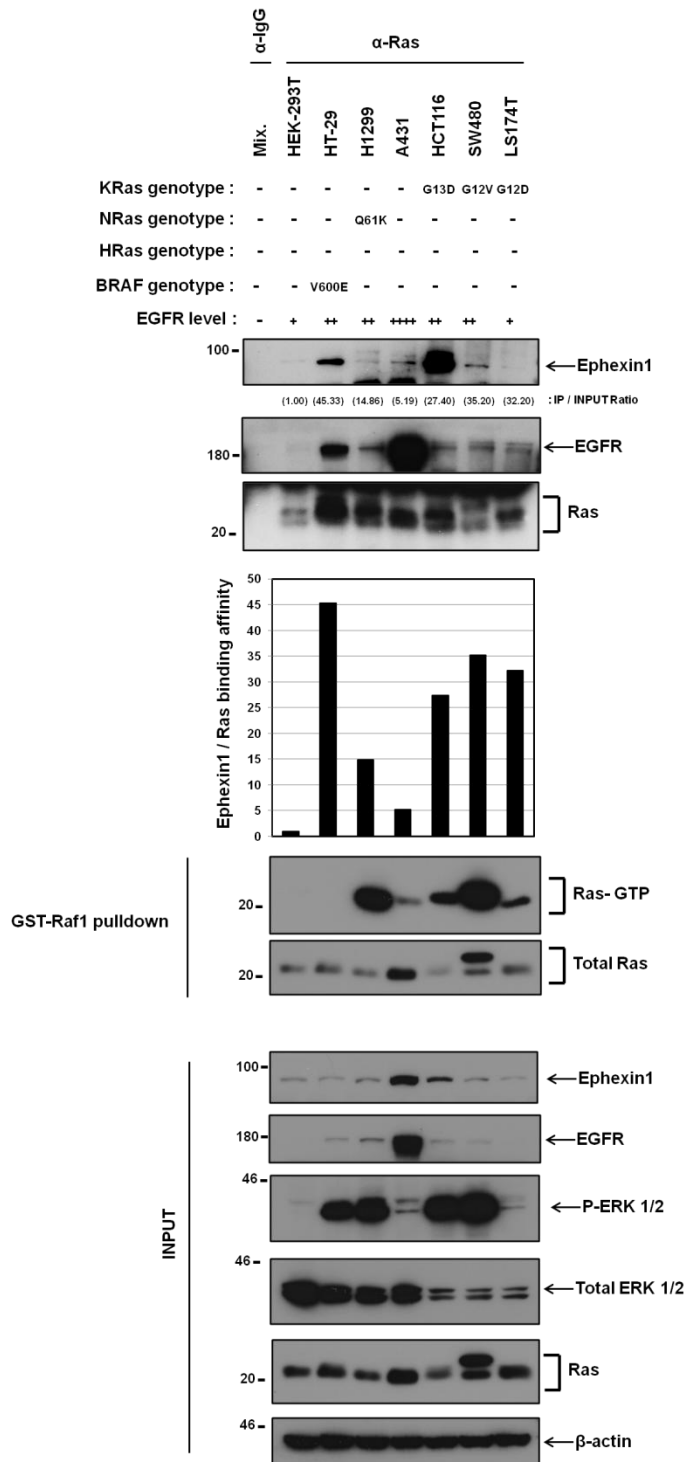 α-IgG
α-Ras
Mix.
HEK-293T
HT-29
H1299
A431
HCT116
SW480
LS174T
KRas genotype : - - - - - G13D G12V G12D
NRas genotype : - - - Q61K - - - -
HRas genotype : - - - - - - - -
BRAF genotype : - - V600E - - - - -
EGFR level : - + ++ ++ ++++ ++ ++ +
100
Ephexin1
(1.00) (45.33) (14.86) (5.19) (27.40) (35.20) (32.20) : IP / INPUT Ratio
180
EGFR
20
Ras
Ephexin1 / Ras binding affinity
50
45
40
35
30
25
20
15
10
5
0
GST-Raf1 pulldown
20
Ras- GTP
20
Total Ras
INPUT
100
Ephexin1
180
EGFR
46
P-ERK 1/2
46
Total ERK 1/2
20
Ras
46
β-actin